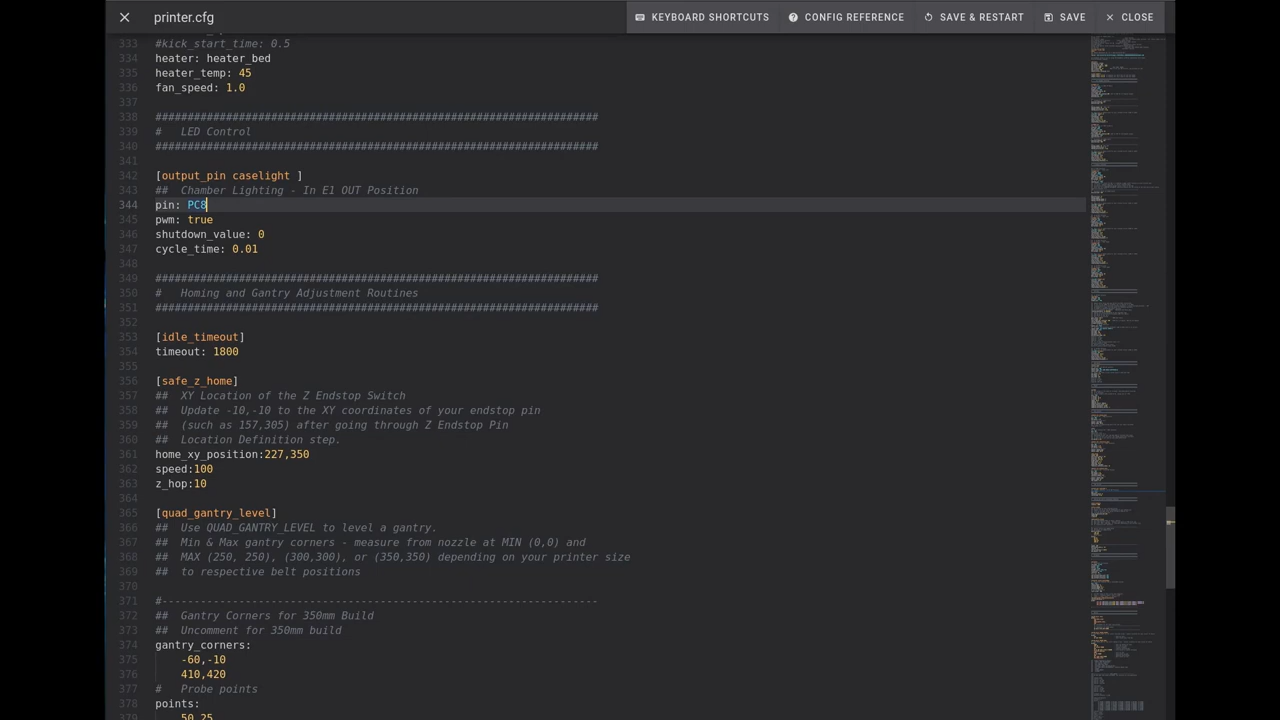 printer.cfg
KEYBOARD SHORTCUTS
CONFIG REFERENCE
SAVE & RESTART
SAVE
CLOSE
333 #kick_start_time: 0.5
334 heater: heater_bed
335 heater_temp: 45
336 fan_speed: 1.0
337
338 #####################################################################
339 #   LED Control
340 #####################################################################
341
342 [output_pin caselight ]
343 ##  Chamber Lighting - In E1 OUT Position
344 pin: PC8
345 pwm: true
346 shutdown_value: 0
347 cycle_time: 0.01
348
349 #####################################################################
350 #   Homing and Gantry Adjustment Routines
351 #####################################################################
352
353 [idle_timeout]
354 timeout: 1800
355
356 [safe_z_home]
357 ##  XY Location of the Z Endstop Switch
358 ##  Update -10,-10 to the XY coordinates of your endstop pin
359 ##  (such as 157,305) after going through Z Endstop Pin
360 ##  Location Definition step.
361 home_xy_position:227,350
362 speed:100
363 z_hop:10
364
365 [quad_gantry_level]
366 ##  Use QUAD_GANTRY_LEVEL to level a gantry.
367 ##  Min & Max gantry corners - measure from nozzle at MIN (0,0) and
368 ##  MAX (250, 250), (300,300), or (350,350) depending on your printer size
369 ##  to respective belt positions
370
371 #--------------------------------------------------------------------
372 ##  Gantry Corners for 350mm Build
373 ##  Uncomment for 350mm build
374 gantry_corners:
375     -60,-10
376     410,420
377 #   Probe points
378 points:
379     50,25